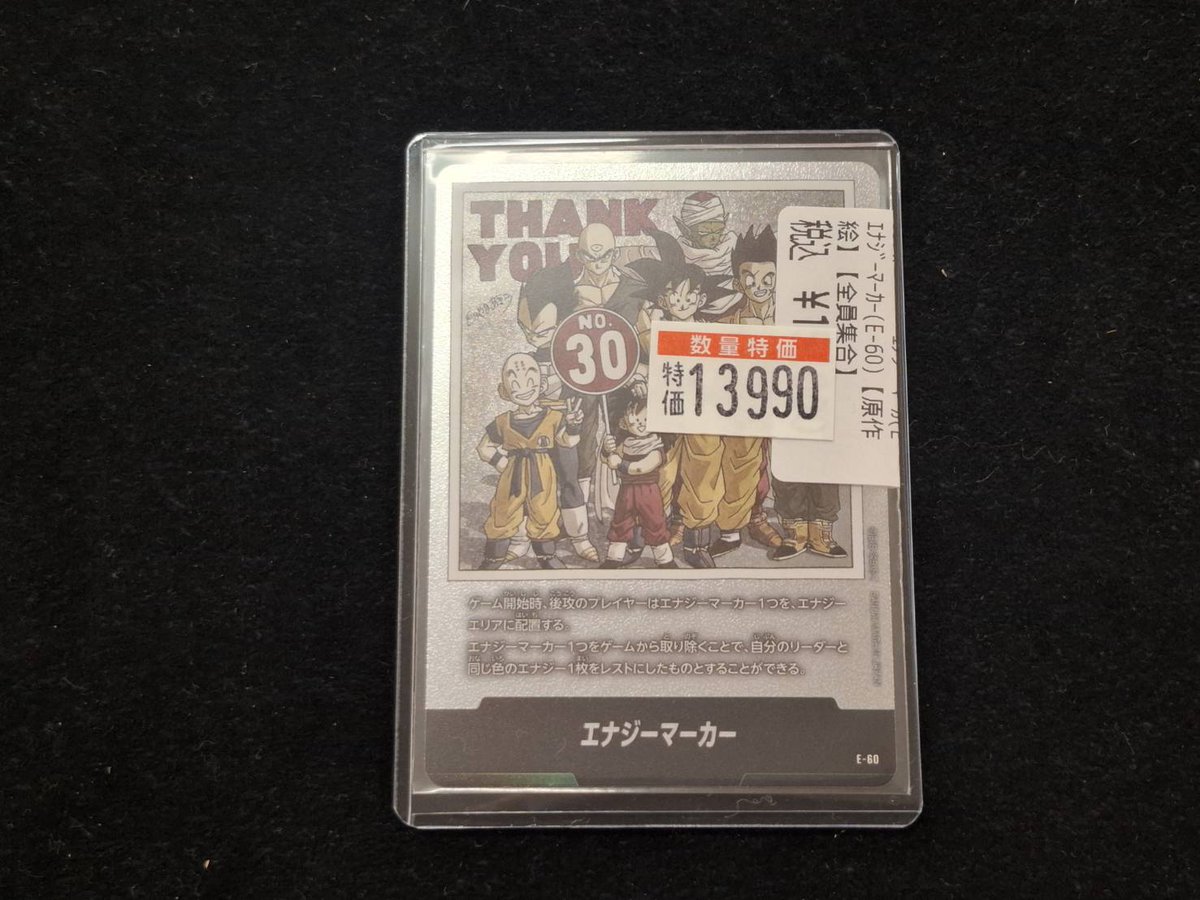 THANK
YOU
NO.
30
数量特価
特価 13990
エナジーマーカー(E-60)【原作
絵】【全員集合】
税込 ¥1
ゲーム開始時、後攻のプレイヤーはエナジーマーカー1つを、エナジー
エリアに配置する。
エナジーマーカー1つをゲームから取り除くことで、自分のリーダーと
同じ色のエナジー1枚をレストにしたものとすることができる。
エナジーマーカー
E-60